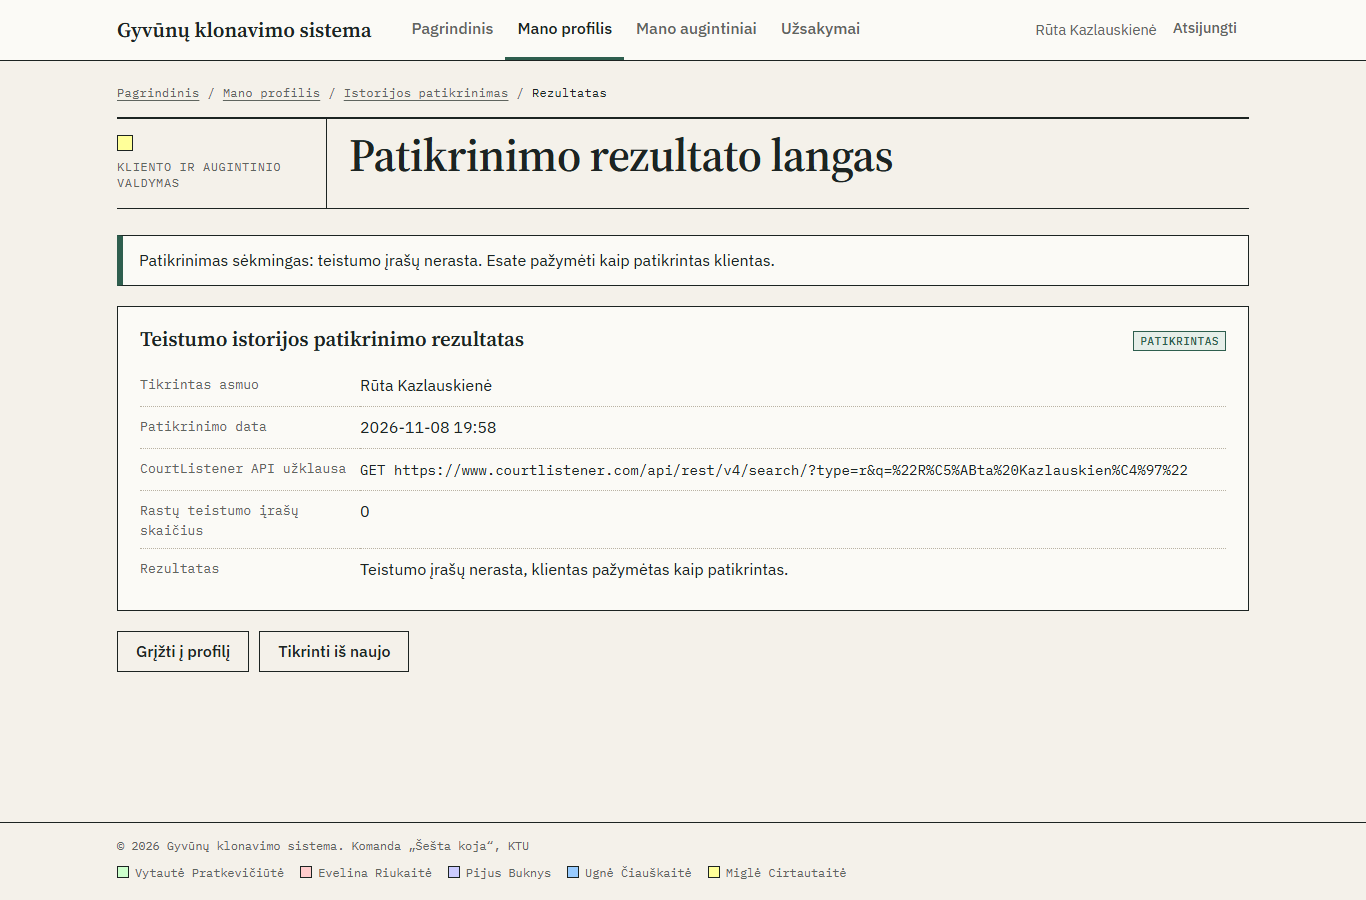 Gyvūnų klonavimo sistema
Pagrindinis
Mano profilis
Mano augintiniai
Užsakymai
Rūta Kazlauskienė
Atsijungti
Pagrindinis / Mano profilis / Istorijos patikrinimas / Rezultatas
KLIENTO IR AUGINTINIO
VALDYMAS
Patikrinimo rezultato langas
Patikrinimas sėkmingas: teistumo įrašų nerasta. Esate pažymėti kaip patikrintas klientas.
Teistumo istorijos patikrinimo rezultatas
PATIKRINTAS
Tikrintas asmuo
Rūta Kazlauskienė
Patikrinimo data
2026-11-08 19:58
CourtListener API užklausa
GET https://www.courtlistener.com/api/rest/v4/search/?type=r&q=%22R%C5%ABta%20Kazlauskien%C4%97%22
Rastų teistumo įrašų
skaičius
0
Rezultatas
Teistumo įrašų nerasta, klientas pažymėtas kaip patikrintas.
Grįžti į profilį
Tikrinti iš naujo
© 2026 Gyvūnų klonavimo sistema. Komanda „Šešta koja“, KTU
Vytautė Pratkevičiūtė
Evelina Riukaitė
Pijus Buknys
Ugnė Čiauškaitė
Miglė Cirtautaitė